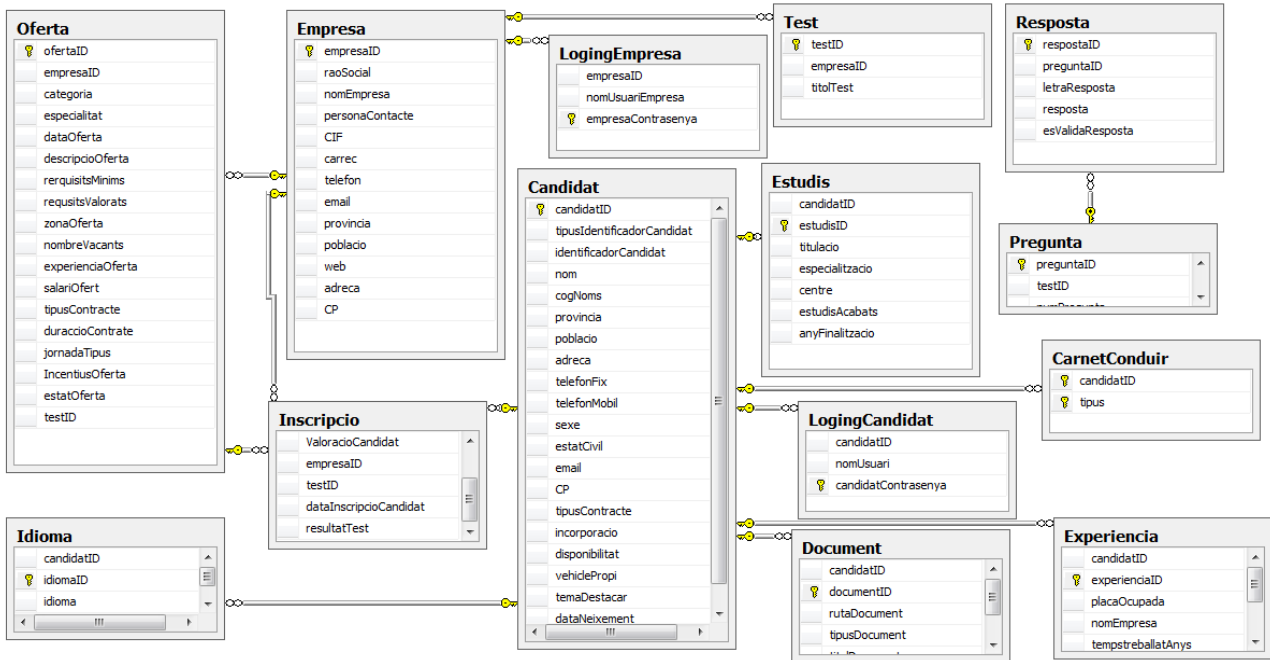 Oferta
ofertaID
empresaID
categoria
especialitat
dataOferta
descripcioOferta
rerquisitsMinims
requsitsValorats
zonaOferta
nombreVacants
experienciaOferta
salariOfert
tipusContracte
duraccioContrate
jornadaTipus
IncentiusOferta
estatOferta
testID
Empresa
empresaID
raoSocial
nomEmpresa
personaContacte
CIF
carrec
telefon
email
provincia
poblacio
web
adreca
CP
LogingEmpresa
empresaID
nomUsuariEmpresa
empresaContrasenya
Test
testID
empresaID
titolTest
Resposta
respostaID
preguntaID
letraResposta
resposta
esValidaResposta
Candidat
candidatID
tipusIdentificadorCandidat
identificadorCandidat
nom
cogNoms
provincia
poblacio
adreca
telefonFix
telefonMobil
sexe
estatCivil
email
CP
tipusContracte
incorporacio
disponibilitat
vehiclePropi
temaDestacar
dataNeixement
Estudis
candidatID
estudisID
titulacio
especialitzacio
centre
estudisAcabats
anyFinalitzacio
Pregunta
preguntaID
testID
CarnetConduir
candidatID
tipus
Inscripcio
ValoracioCandidat
empresaID
testID
dataInscripcioCandidat
resultatTest
LogingCandidat
candidatID
nomUsuari
candidatContrasenya
Idioma
candidatID
idiomaID
idioma
Document
candidatID
documentID
rutaDocument
tipusDocument
Experiencia
candidatID
experienciaID
placaOcupada
nomEmpresa
tempstreballatAnys